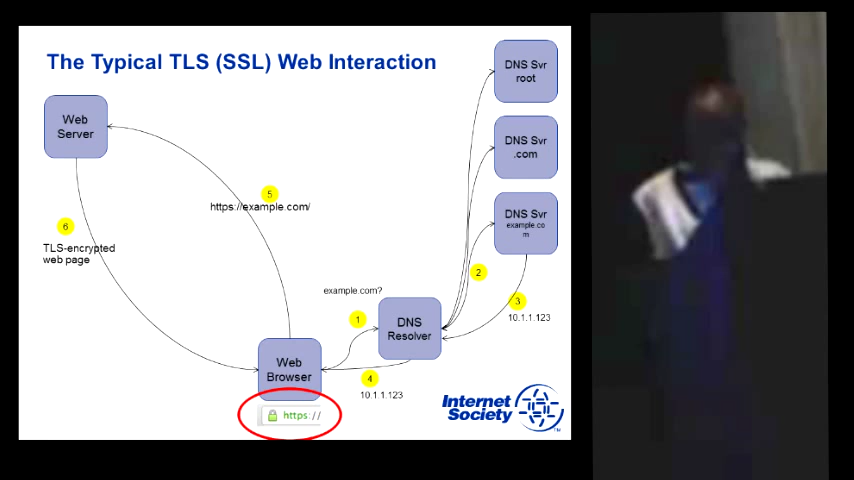 The Typical TLS (SSL) Web Interaction
DNS Svr
root
Web
Server
DNS Svr
.com
5
https://example.com/
DNS Svr
example.co
m
6
TLS-encrypted
web page
2
example.com?
3
10.1.1.123
1
DNS
Resolver
Web
Browser
4
10.1.1.123
https://
Internet
Society
TM